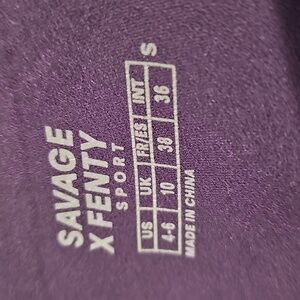 SAVAGE
X FENTY
SPORT
US UK FR/ES INT S
4-6 10 38 36
MADE IN CHINA